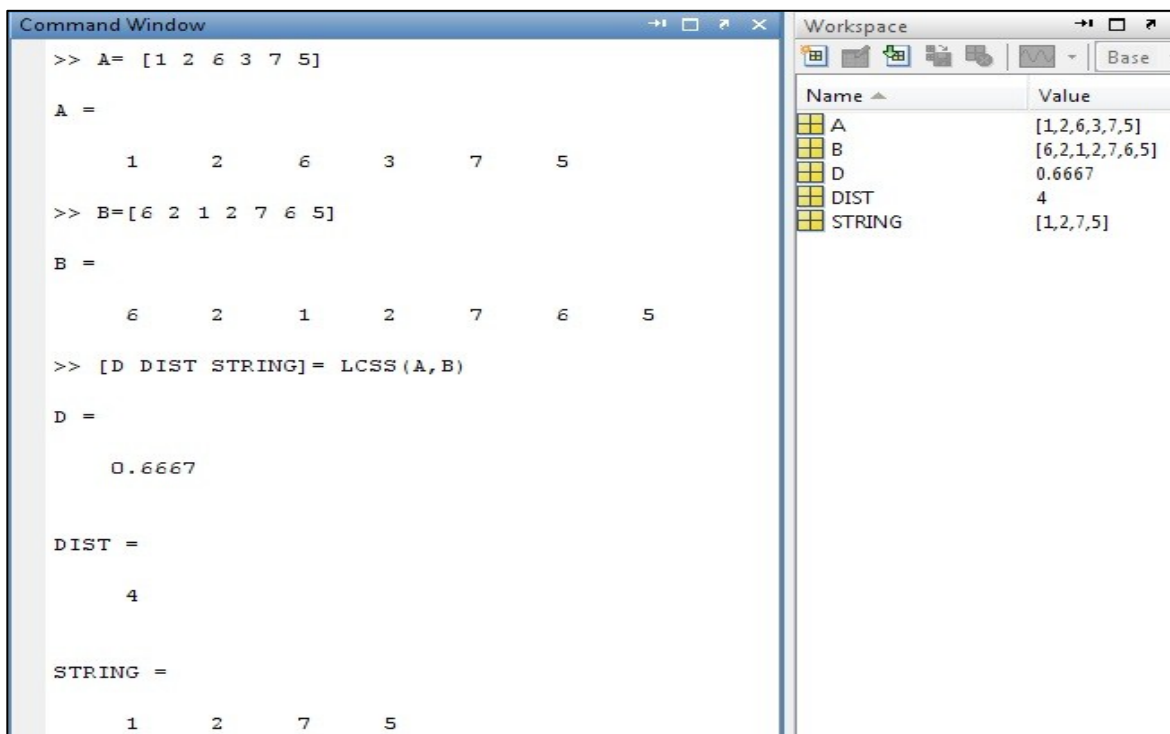 Command Window
>> A= [1 2 6 3 7 5]
A =
1 2 6 3 7 5
>> B=[6 2 1 2 7 6 5]
B =
6 2 1 2 7 6 5
>> [D DIST STRING]= LCSS(A,B)
D =
0.6667
DIST =
4
STRING =
1 2 7 5
Workspace
Base
Name Value
A [1,2,6,3,7,5]
B [6,2,1,2,7,6,5]
D 0.6667
DIST 4
STRING [1,2,7,5]